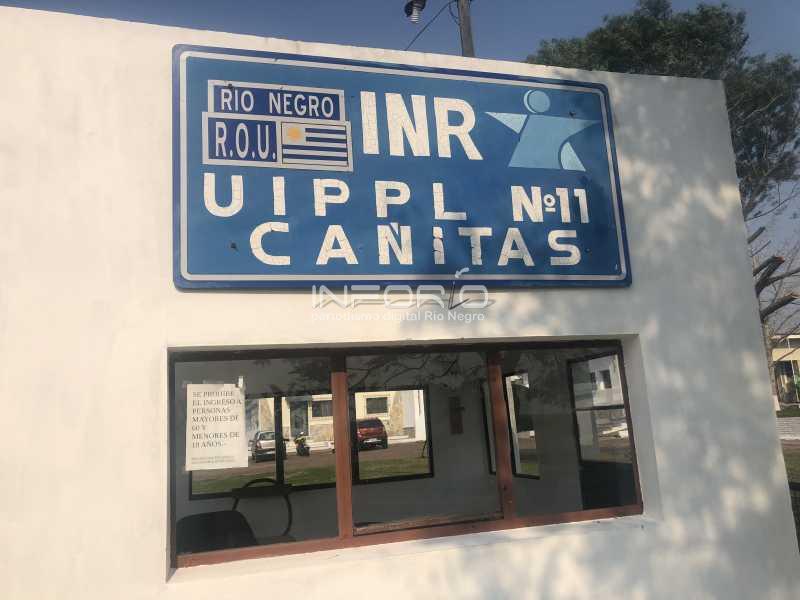 RIO NEGRO
R.O.U.
INR
UIPPL Nº11
CAÑITAS
INFORÍO
periodismo digital Río Negro
SE PROHIBE
EL INGRESO A
PERSONAS
MAYORES DE
60 Y
MENORES DE
18 AÑOS.-